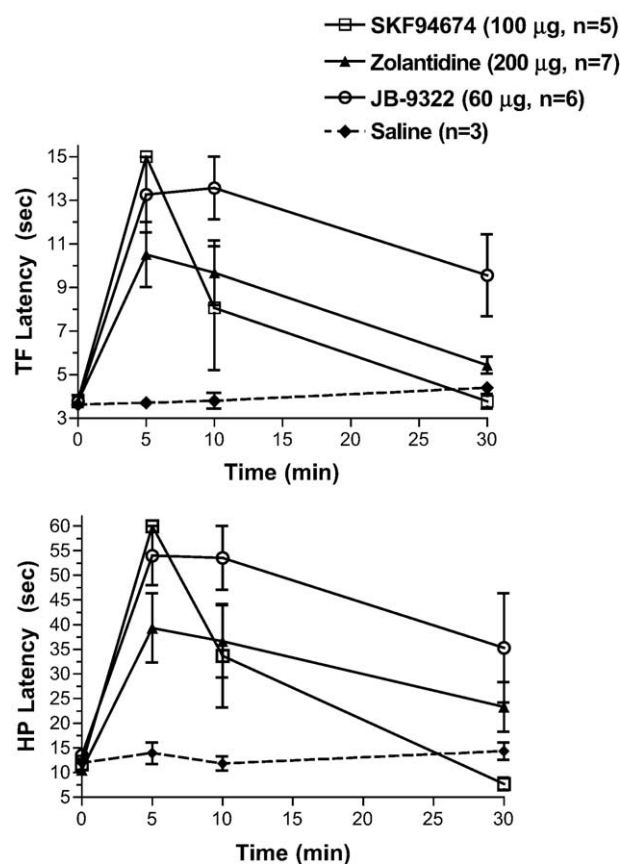 SKF94674 (100 µg, n=5)
Zolantidine (200 µg, n=7)
JB-9322 (60 µg, n=6)
Saline (n=3)
TF Latency (sec)
15
13
11
9
7
5
3
0 5 10 15 20 25 30
Time (min)
HP Latency (sec)
60
55
50
45
40
35
30
25
20
15
10
5
0 5 10 15 20 25 30
Time (min)